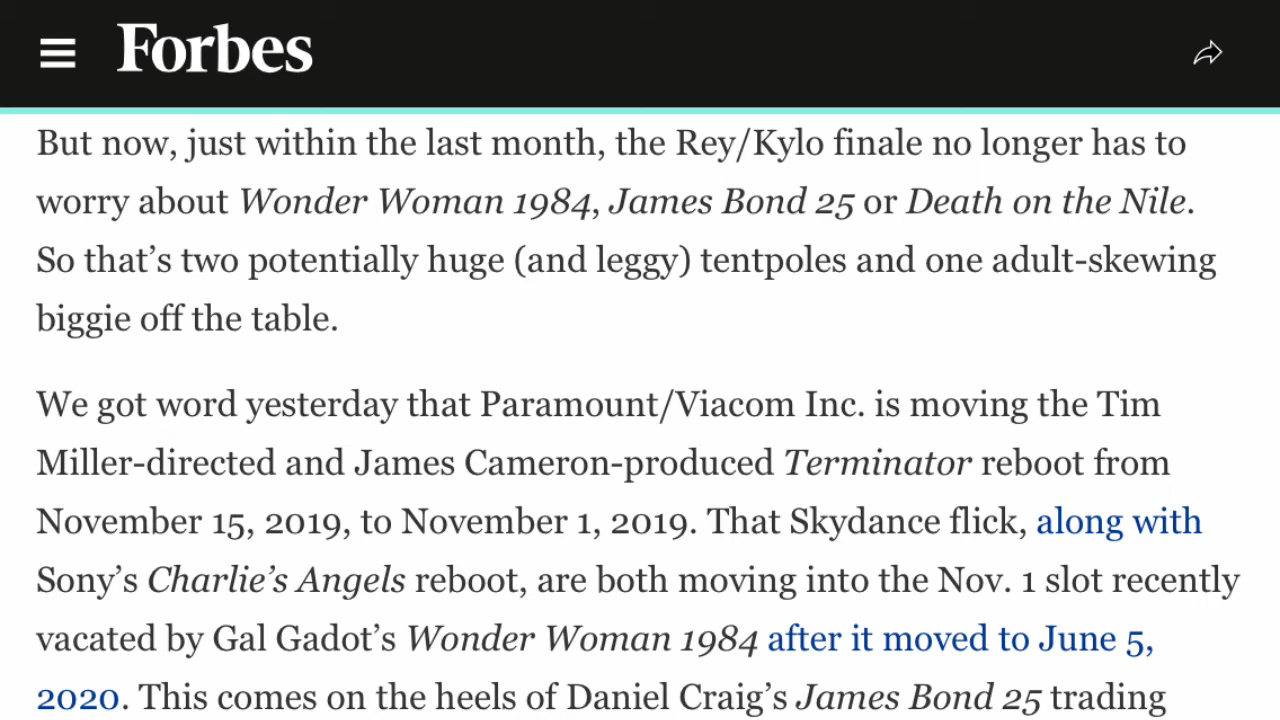 Forbes
But now, just within the last month, the Rey/Kylo finale no longer has to
worry about Wonder Woman 1984, James Bond 25 or Death on the Nile.
So that’s two potentially huge (and leggy) tentpoles and one adult-skewing
biggie off the table.
We got word yesterday that Paramount/Viacom Inc. is moving the Tim
Miller-directed and James Cameron-produced Terminator reboot from
November 15, 2019, to November 1, 2019. That Skydance flick, along with
Sony’s Charlie’s Angels reboot, are both moving into the Nov. 1 slot recently
vacated by Gal Gadot’s Wonder Woman 1984 after it moved to June 5,
2020. This comes on the heels of Daniel Craig’s James Bond 25 trading